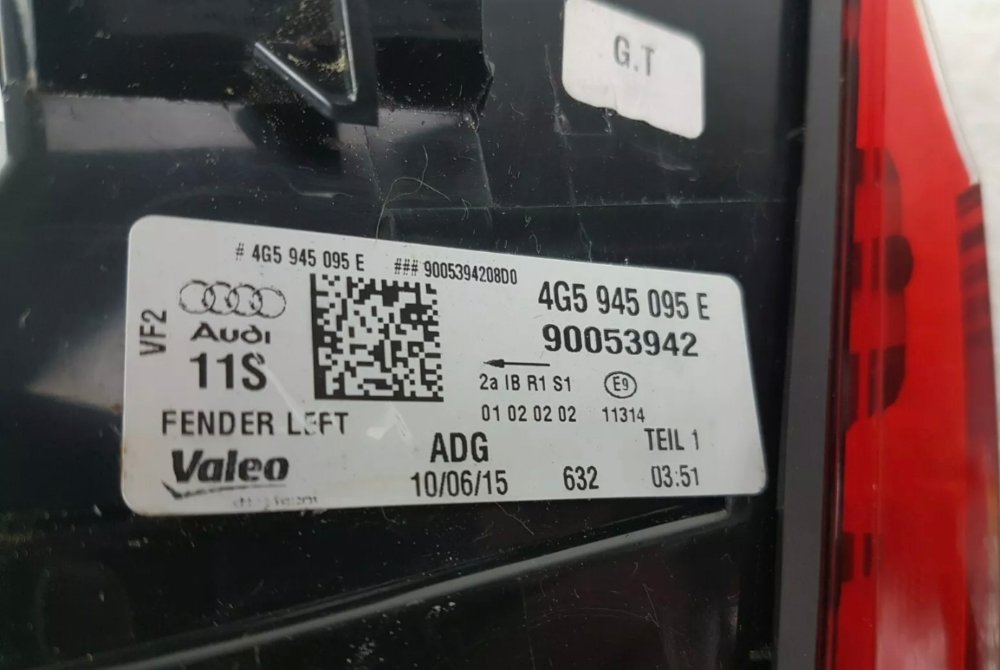 G.T
# 4G5 945 095 E ### 9005394208D0
4G5 945 095 E
90053942
VF2
Audi
11S
2a IB R1 S1 E9
01 02 02 02 11314
FENDER LEFT
Valeo
ADG
TEIL 1
10/06/15 632 03:51